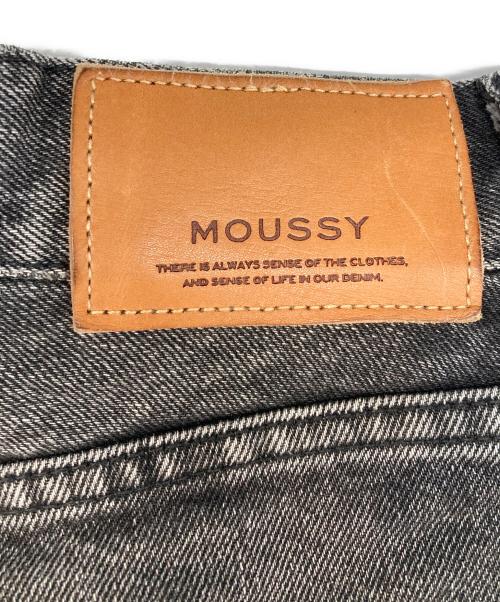 MOUSSY
THERE IS ALWAYS SENSE OF THE CLOTHES,
AND SENSE OF LIFE IN OUR DENIM.